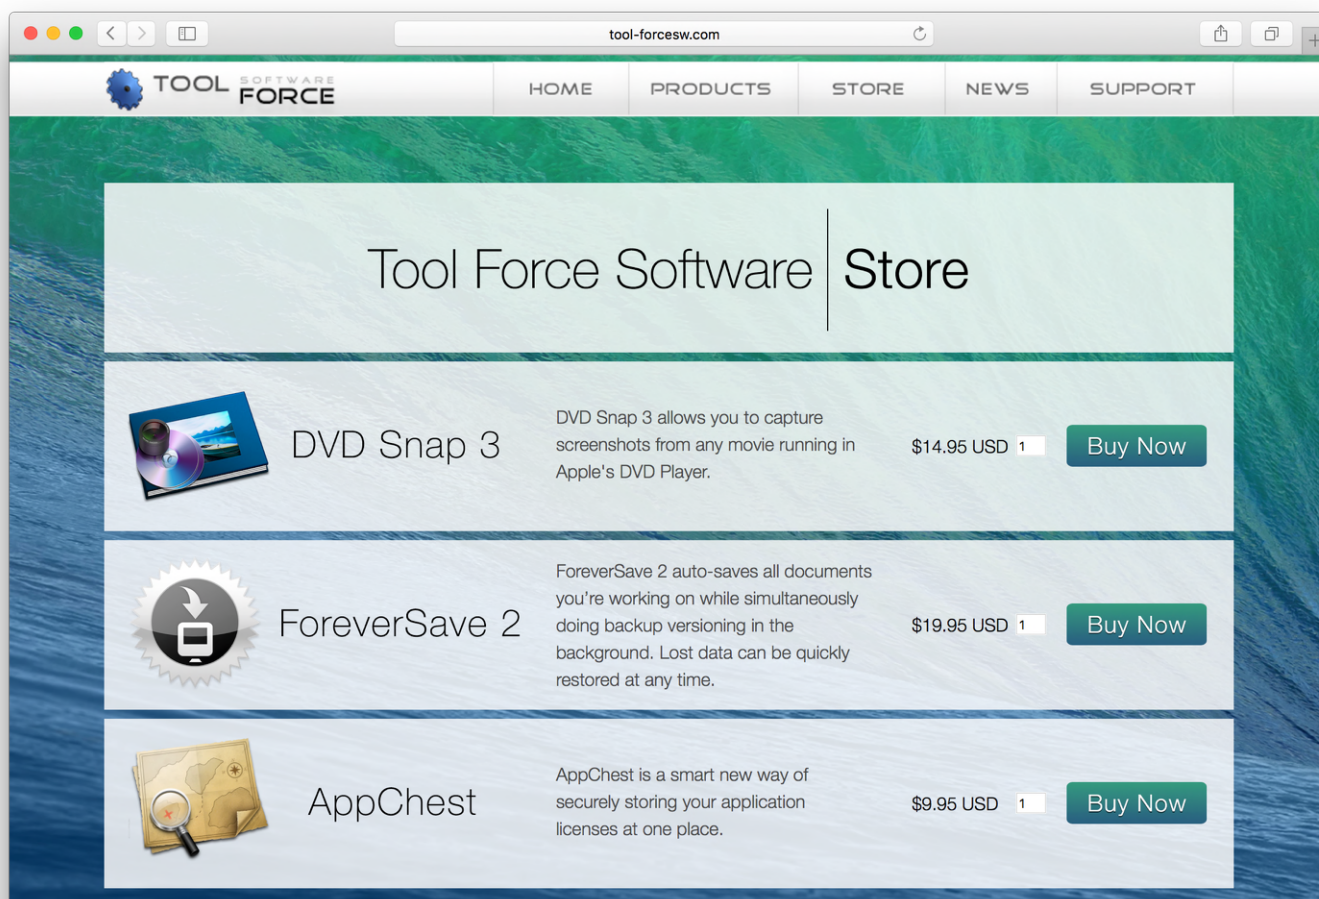 tool-forcesw.com
TOOL SOFTWARE FORCE
HOME PRODUCTS STORE NEWS SUPPORT
Tool Force Software Store
DVD Snap 3
DVD Snap 3 allows you to capture
screenshots from any movie running in
Apple's DVD Player.
$14.95 USD 1 Buy Now
ForeverSave 2
ForeverSave 2 auto-saves all documents
you're working on while simultaneously
doing backup versioning in the
background. Lost data can be quickly
restored at any time.
$19.95 USD 1 Buy Now
AppChest
AppChest is a smart new way of
securely storing your application
licenses at one place.
$9.95 USD 1 Buy Now